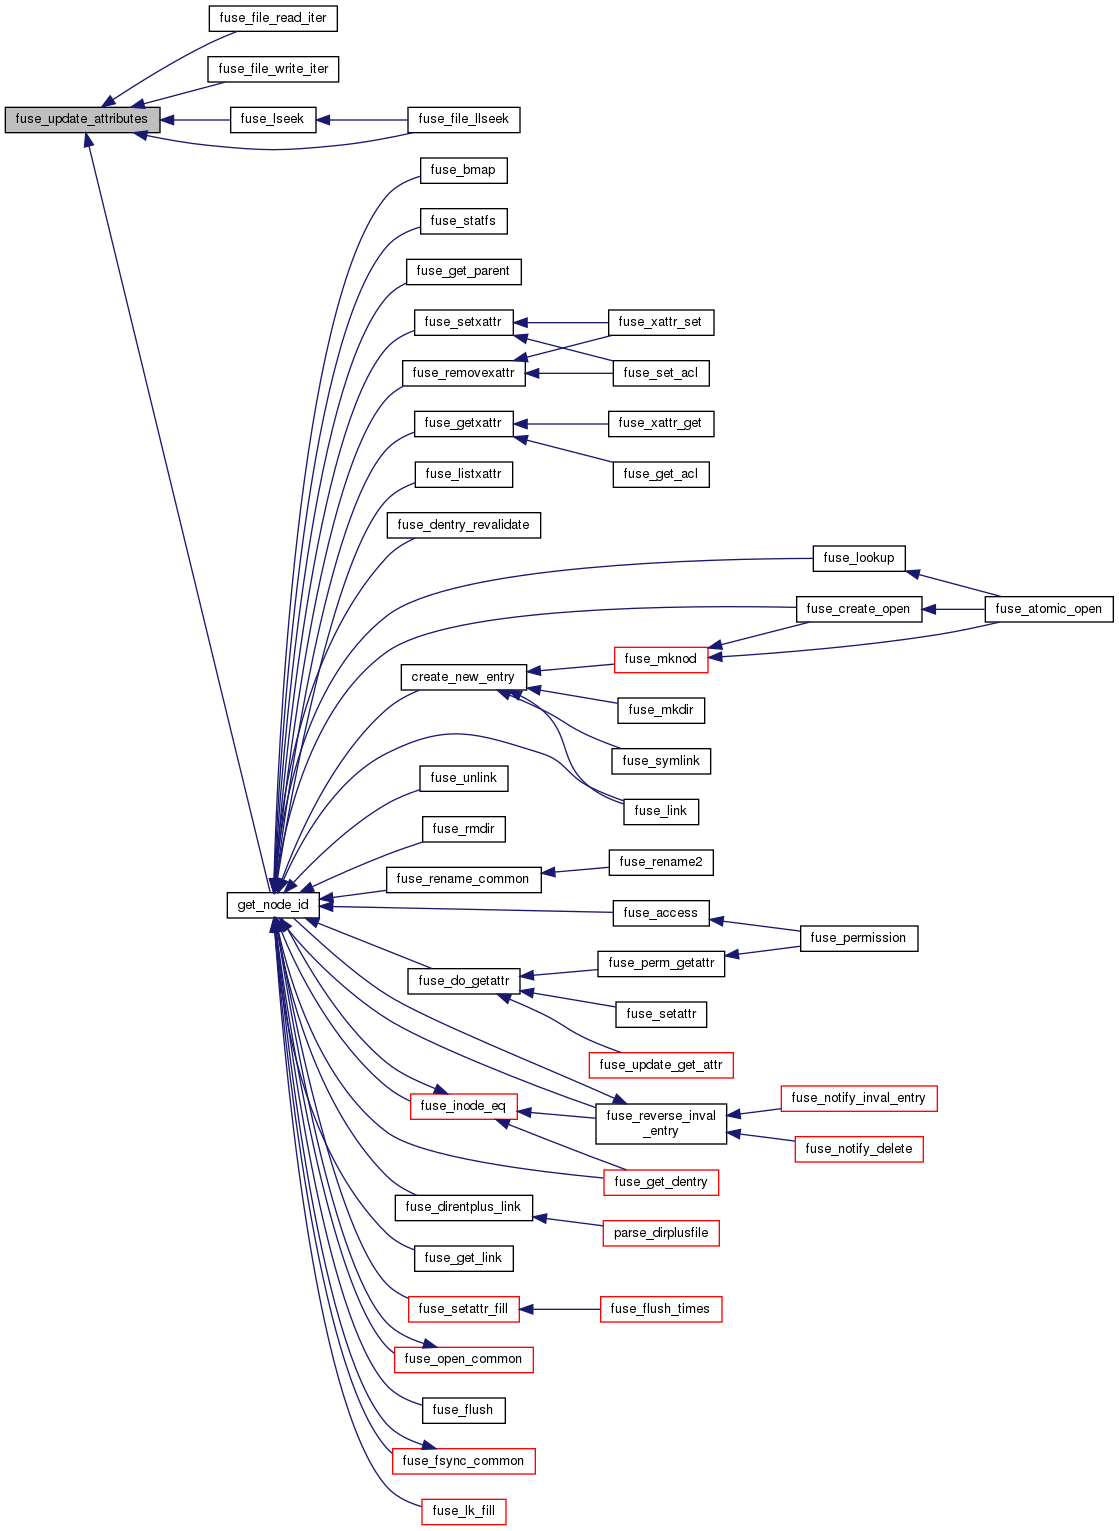 fuse_file_read_iter
fuse_file_write_iter
fuse_update_attributes
fuse_lseek
fuse_file_llseek
fuse_bmap
fuse_statfs
fuse_get_parent
fuse_setxattr
fuse_xattr_set
fuse_removexattr
fuse_set_acl
fuse_getxattr
fuse_xattr_get
fuse_listxattr
fuse_get_acl
fuse_dentry_revalidate
fuse_lookup
fuse_create_open
fuse_atomic_open
fuse_mknod
create_new_entry
fuse_mkdir
fuse_symlink
fuse_unlink
fuse_link
fuse_rmdir
fuse_rename_common
fuse_rename2
get_node_id
fuse_access
fuse_permission
fuse_perm_getattr
fuse_do_getattr
fuse_setattr
fuse_update_get_attr
fuse_inode_eq
fuse_reverse_inval
_entry
fuse_notify_inval_entry
fuse_notify_delete
fuse_get_dentry
fuse_direntplus_link
parse_dirplusfile
fuse_get_link
fuse_setattr_fill
fuse_flush_times
fuse_open_common
fuse_flush
fuse_fsync_common
fuse_lk_fill